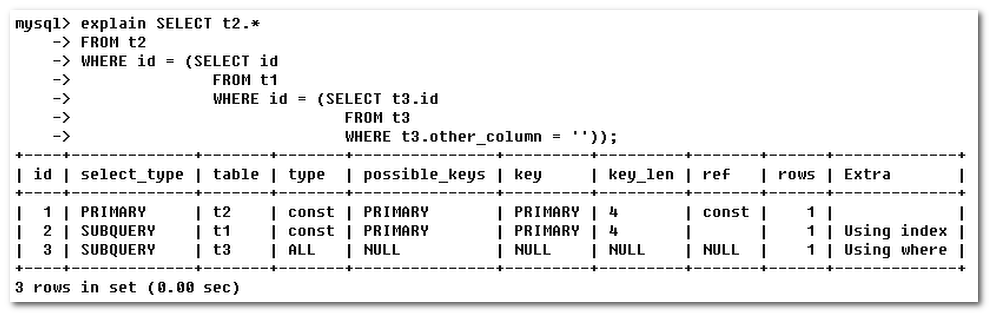 mysql> explain SELECT t2.*
    -> FROM t2
    -> WHERE id = (SELECT id
    ->             FROM t1
    ->             WHERE id = (SELECT t3.id
    ->                         FROM t3
    ->                         WHERE t3.other_column = ''));
+----+-------------+-------+-------+---------------+---------+---------+-------+------+-------------+
| id | select_type | table | type  | possible_keys | key     | key_len | ref   | rows | Extra       |
+----+-------------+-------+-------+---------------+---------+---------+-------+------+-------------+
|  1 | PRIMARY     | t2    | const | PRIMARY       | PRIMARY | 4       | const |    1 |             |
|  2 | SUBQUERY    | t1    | const | PRIMARY       | PRIMARY | 4       |       |    1 | Using index |
|  3 | SUBQUERY    | t3    | ALL   | NULL          | NULL    | NULL    | NULL  |    1 | Using where |
+----+-------------+-------+-------+---------------+---------+---------+-------+------+-------------+
3 rows in set (0.00 sec)